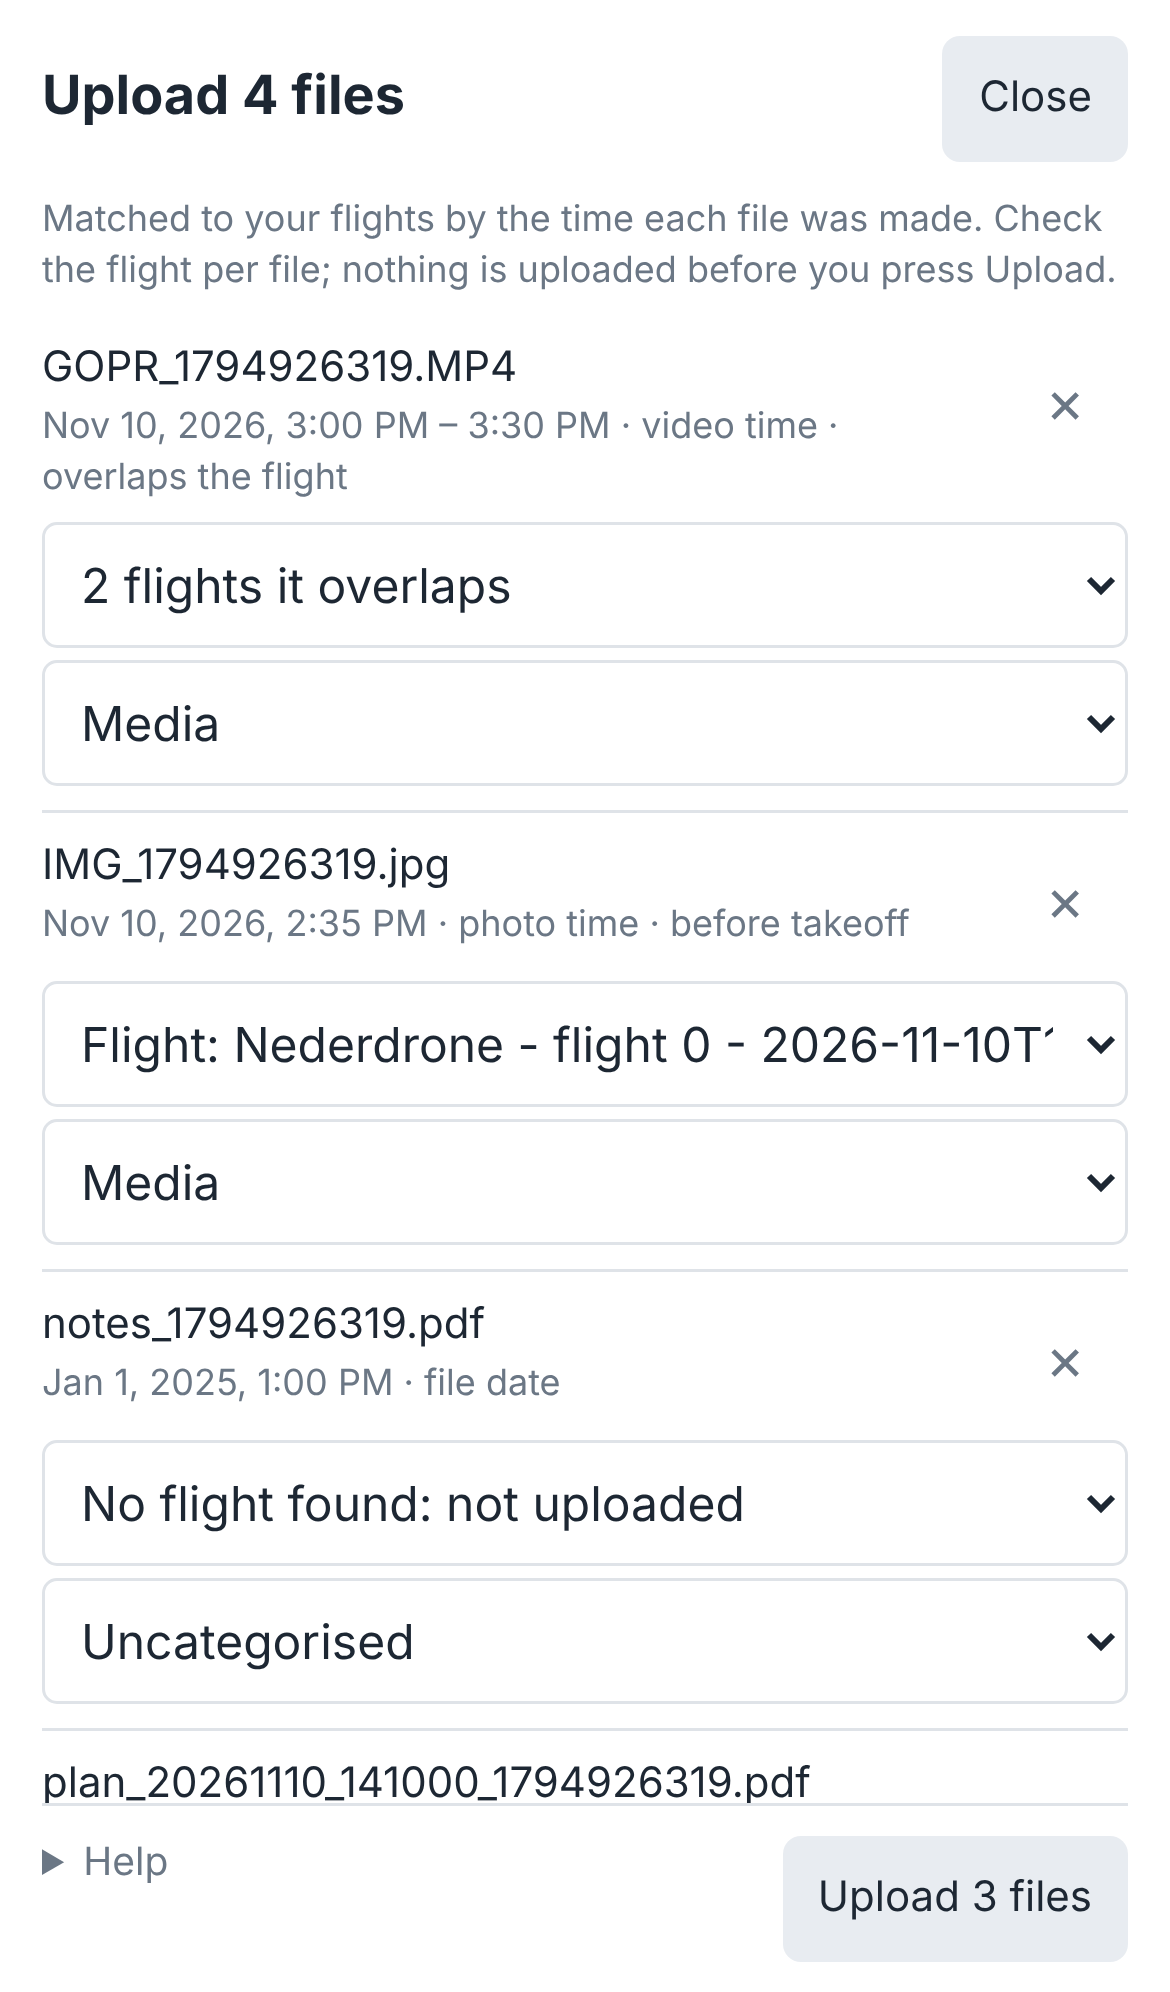 Upload 4 files
Close
Matched to your flights by the time each file was made. Check
the flight per file; nothing is uploaded before you press Upload.
GOPR_1794926319.MP4
Nov 10, 2026, 3:00 PM – 3:30 PM · video time ·
overlaps the flight
2 flights it overlaps
Media
IMG_1794926319.jpg
Nov 10, 2026, 2:35 PM · photo time · before takeoff
Flight: Nederdrone - flight 0 - 2026-11-10T
Media
notes_1794926319.pdf
Jan 1, 2025, 1:00 PM · file date
No flight found: not uploaded
Uncategorised
plan_20261110_141000_1794926319.pdf
Help
Upload 3 files